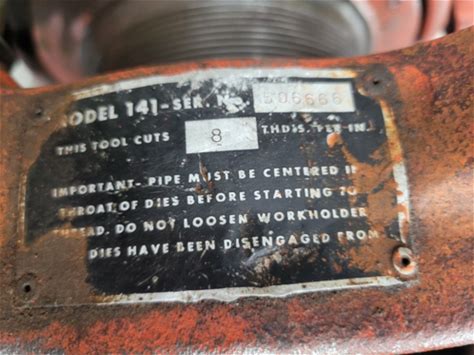 MODEL 141-SER. No. 506666
THIS TOOL CUTS 8 THDS. PER IN.
IMPORTANT- PIPE MUST BE CENTERED IN
THROAT OF DIES BEFORE STARTING TO
THREAD. DO NOT LOOSEN WORKHOLDER
DIES HAVE BEEN DISENGAGED FROM